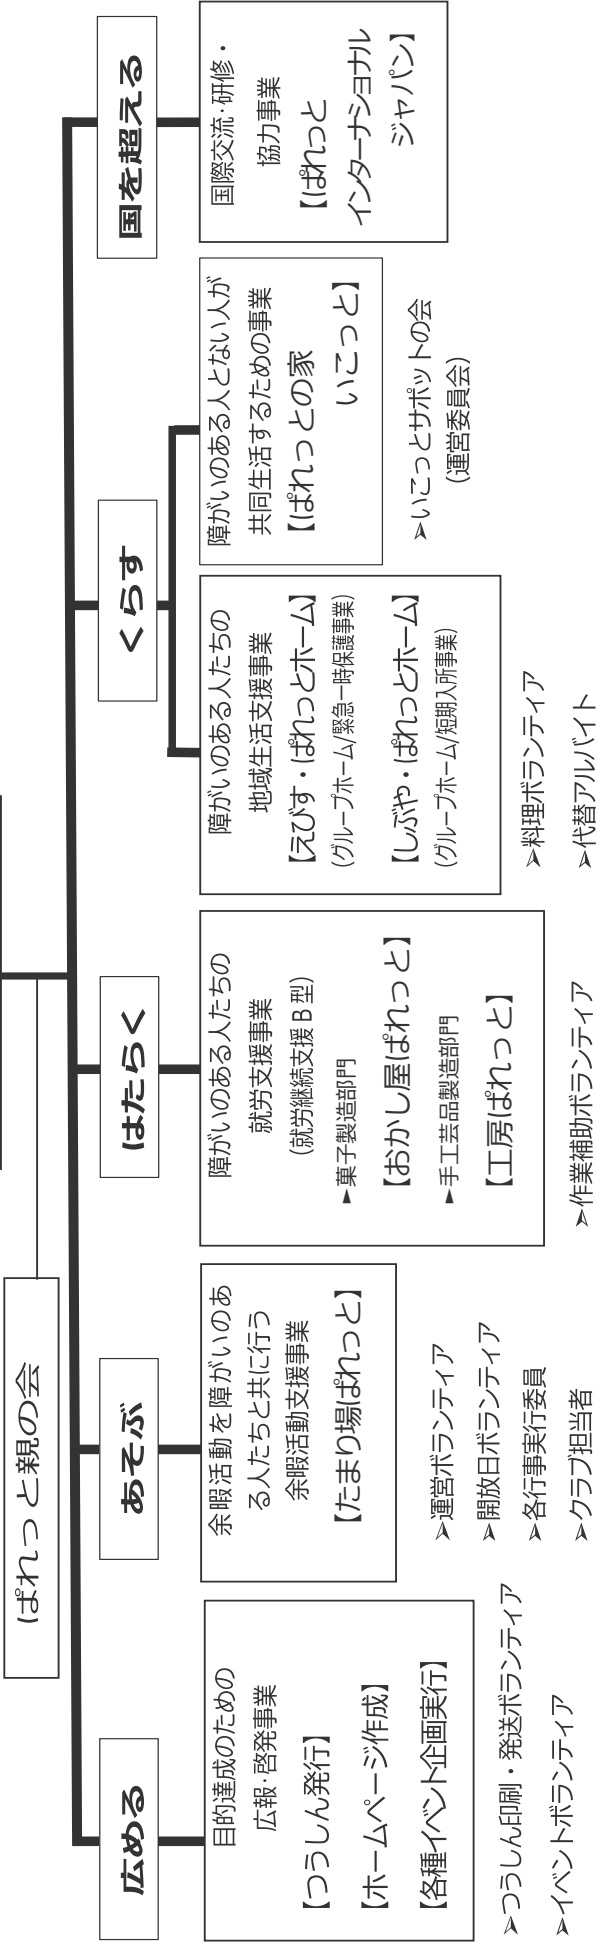 ぱれっと親の会
広める
目的達成のための
広報・啓発事業
【つうしん発行】
【ホームページ作成】
【各種イベント企画実行】
➢つうしん印刷・発送ボランティア
➢イベントボランティア
あそぶ
余暇活動を障がいのあ
る人たちと共に行う
余暇活動支援事業
【たまり場ぱれっと】
➢運営ボランティア
➢開放日ボランティア
➢各行事実行委員
➢クラブ担当者
はたらく
障がいのある人たちの
就労支援事業
(就労継続支援B型)
►菓子製造部門
【おかし屋ぱれっと】
►手工芸品製造部門
【工房ぱれっと】
➢作業補助ボランティア
くらす
障がいのある人たちの
地域生活支援事業
【えびす・ぱれっとホーム】
(グループホーム/緊急一時保護事業)
【しぶや・ぱれっとホーム】
(グループホーム/短期入所事業)
➢料理ボランティア
➢代替アルバイト
障がいのある人とない人が
共同生活するための事業
【ぱれっとの家
いこっと】
➢いこっとサポットの会
(運営委員会)
国を超える
国際交流・研修・
協力事業
【ぱれっと
インターナショナル
ジャパン】